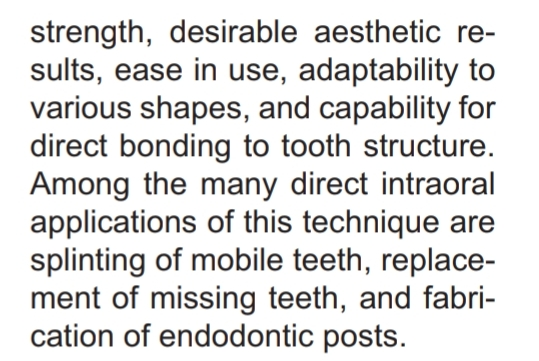 strength, desirable aesthetic re-
sults, ease in use, adaptability to
various shapes, and capability for
direct bonding to tooth structure.
Among the many direct intraoral
applications of this technique are
splinting of mobile teeth, replace-
ment of missing teeth, and fabri-
cation of endodontic posts.